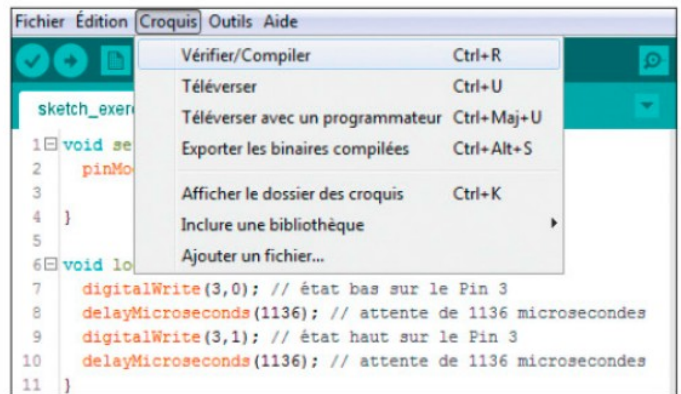 Fichier Édition Croquis Outils Aide
Vérifier/Compiler Ctrl+R
Téléverser Ctrl+U
Téléverser avec un programmateur Ctrl+Maj+U
Exporter les binaires compilées Ctrl+Alt+S
Afficher le dossier des croquis Ctrl+K
Inclure une bibliothèque
Ajouter un fichier...
sketch_exer
1 void se
2 pinMo
3
4 }
5
6 void lo
7 digitalWrite(3,0); // état bas sur le Pin 3
8 delayMicroseconds(1136); // attente de 1136 microsecondes
9 digitalWrite(3,1); // état haut sur le Pin 3
10 delayMicroseconds(1136); // attente de 1136 microsecondes
11 }